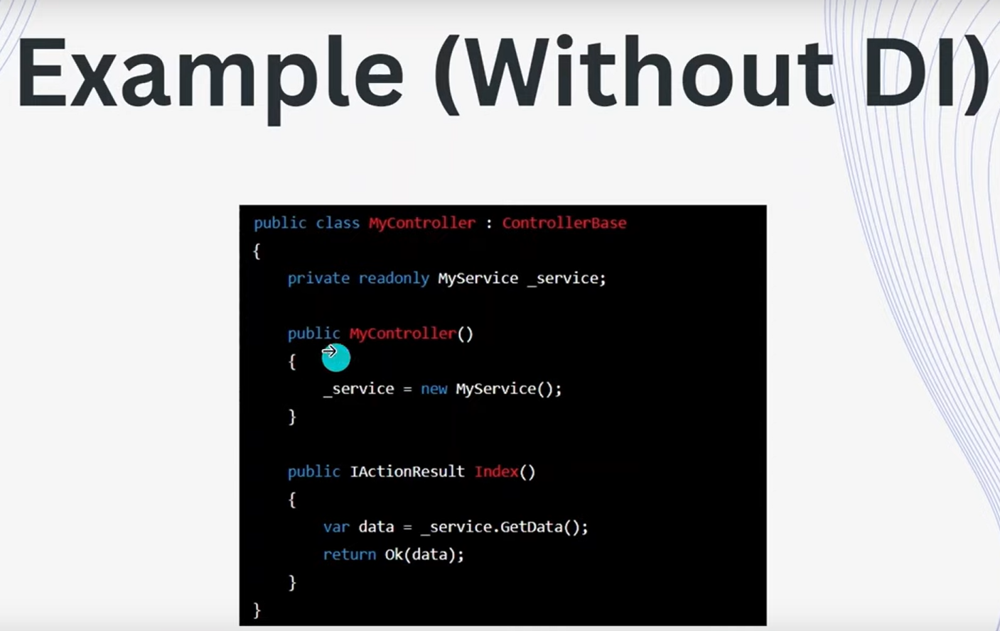 Example (Without DI)
public class MyController : ControllerBase
{
private readonly MyService _service;
public MyController()
{
_service = new MyService();
}
public IActionResult Index()
{
var data = _service.GetData();
return Ok(data);
}
}